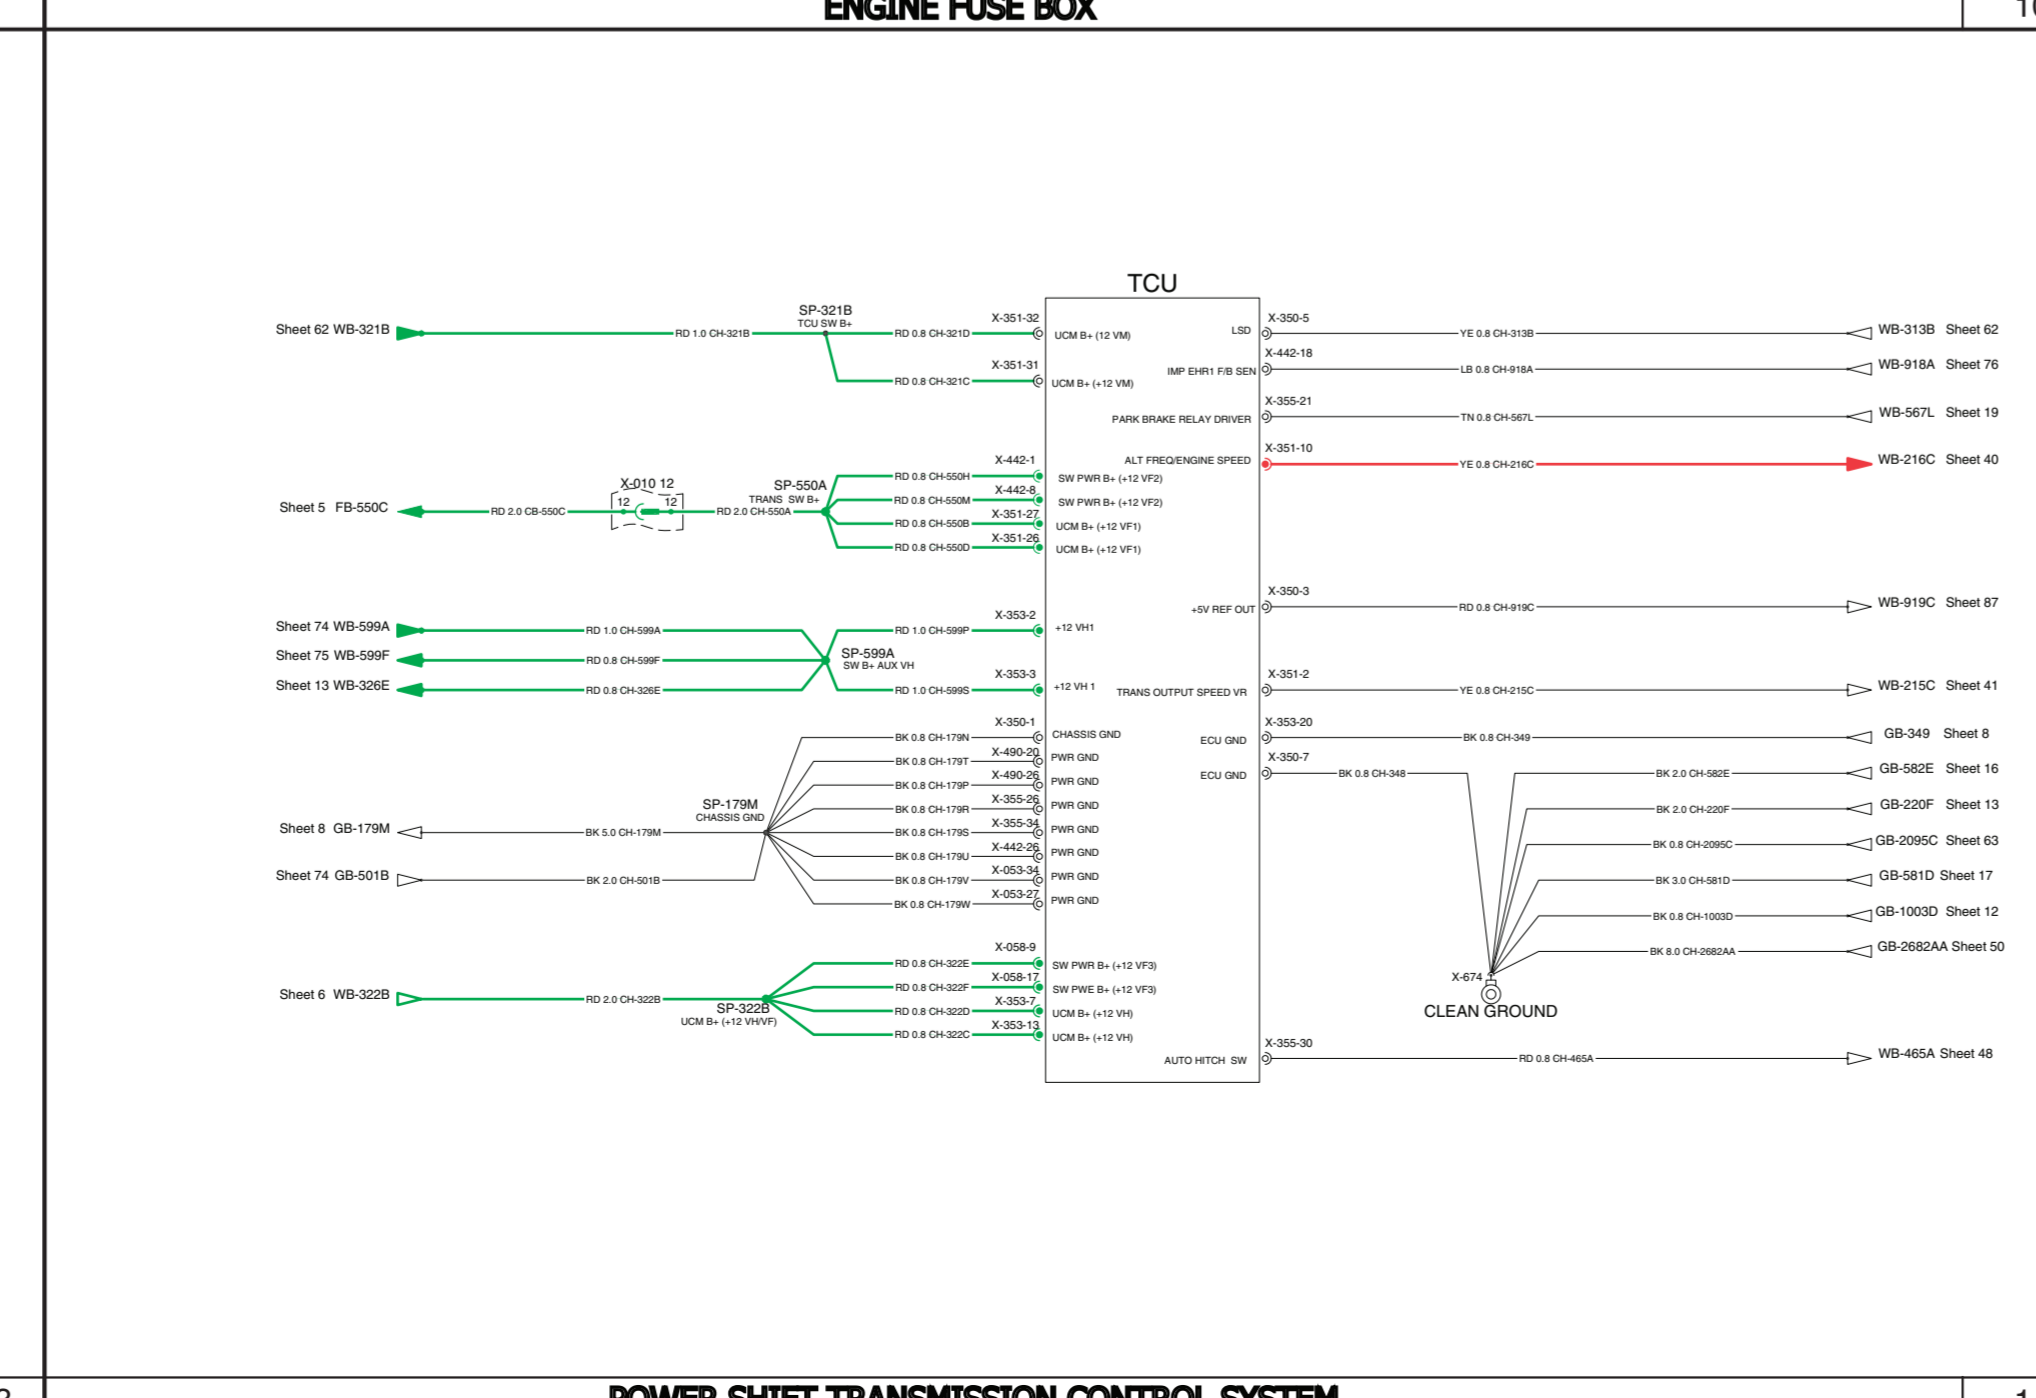 ENGINE FUSE BOX
TCU
Sheet 62 WB-321B
RD 1.0 CH-321B
SP-321B
TCU SW B+
RD 0.8 CH-321D
X-351-32
UCM B+ (12 VM)
RD 0.8 CH-321C
X-351-31
UCM B+ (+12 VM)
Sheet 5 FB-550C
RD 2.0 CB-550C
X-010 12
12 12
RD 2.0 CH-550A
SP-550A
TRANS SW B+
RD 0.8 CH-550H
X-442-1
SW PWR B+ (+12 VF2)
RD 0.8 CH-550M
X-442-8
SW PWR B+ (+12 VF2)
RD 0.8 CH-550B
X-351-27
UCM B+ (+12 VF1)
RD 0.8 CH-550D
X-351-26
UCM B+ (+12 VF1)
Sheet 74 WB-599A
RD 1.0 CH-599A
Sheet 75 WB-599F
RD 0.8 CH-599F
Sheet 13 WB-326E
RD 0.8 CH-326E
SP-599A
SW B+ AUX VH
RD 1.0 CH-599P
X-353-2
+12 VH1
RD 1.0 CH-599S
X-353-3
+12 VH 1
Sheet 8 GB-179M
BK 5.0 CH-179M
Sheet 74 GB-501B
BK 2.0 CH-501B
SP-179M
CHASSIS GND
BK 0.8 CH-179N
X-350-1
CHASSIS GND
BK 0.8 CH-179T
X-490-20
PWR GND
BK 0.8 CH-179P
X-490-26
PWR GND
BK 0.8 CH-179R
X-355-26
PWR GND
BK 0.8 CH-179S
X-355-34
PWR GND
BK 0.8 CH-179U
X-442-26
PWR GND
BK 0.8 CH-179V
X-053-34
PWR GND
BK 0.8 CH-179W
X-053-27
PWR GND
Sheet 6 WB-322B
RD 2.0 CH-322B
SP-322B
UCM B+ (+12 VH/VF)
RD 0.8 CH-322E
X-058-9
SW PWR B+ (+12 VF3)
RD 0.8 CH-322F
X-058-17
SW PWE B+ (+12 VF3)
RD 0.8 CH-322D
X-353-7
UCM B+ (+12 VH)
RD 0.8 CH-322C
X-353-13
UCM B+ (+12 VH)
LSD
X-350-5
YE 0.8 CH-313B
WB-313B Sheet 62
IMP EHR1 F/B SEN
X-442-18
LB 0.8 CH-918A
WB-918A Sheet 76
PARK BRAKE RELAY DRIVER
X-355-21
TN 0.8 CH-567L
WB-567L Sheet 19
ALT FREQ/ENGINE SPEED
X-351-10
YE 0.8 CH-216C
WB-216C Sheet 40
+5V REF OUT
X-350-3
RD 0.8 CH-919C
WB-919C Sheet 87
TRANS OUTPUT SPEED VR
X-351-2
YE 0.8 CH-215C
WB-215C Sheet 41
ECU GND
X-353-20
BK 0.8 CH-349
GB-349 Sheet 8
ECU GND
X-350-7
BK 0.8 CH-348
BK 2.0 CH-582E
GB-582E Sheet 16
BK 2.0 CH-220F
GB-220F Sheet 13
BK 0.8 CH-2095C
GB-2095C Sheet 63
BK 3.0 CH-581D
GB-581D Sheet 17
BK 0.8 CH-1003D
GB-1003D Sheet 12
BK 8.0 CH-2682AA
GB-2682AA Sheet 50
X-674
CLEAN GROUND
AUTO HITCH SW
X-355-30
RD 0.8 CH-465A
WB-465A Sheet 48
POWER SHIFT TRANSMISSION CONTROL SYSTEM